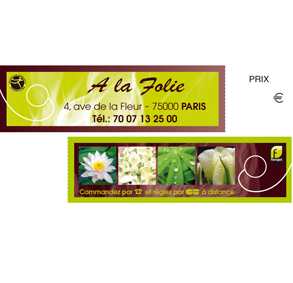 A la Folie
PRIX
4, ave de la Fleur - 75000 PARIS
€
Tél.: 70 07 13 25 00
Commandez par et réglez par à distance